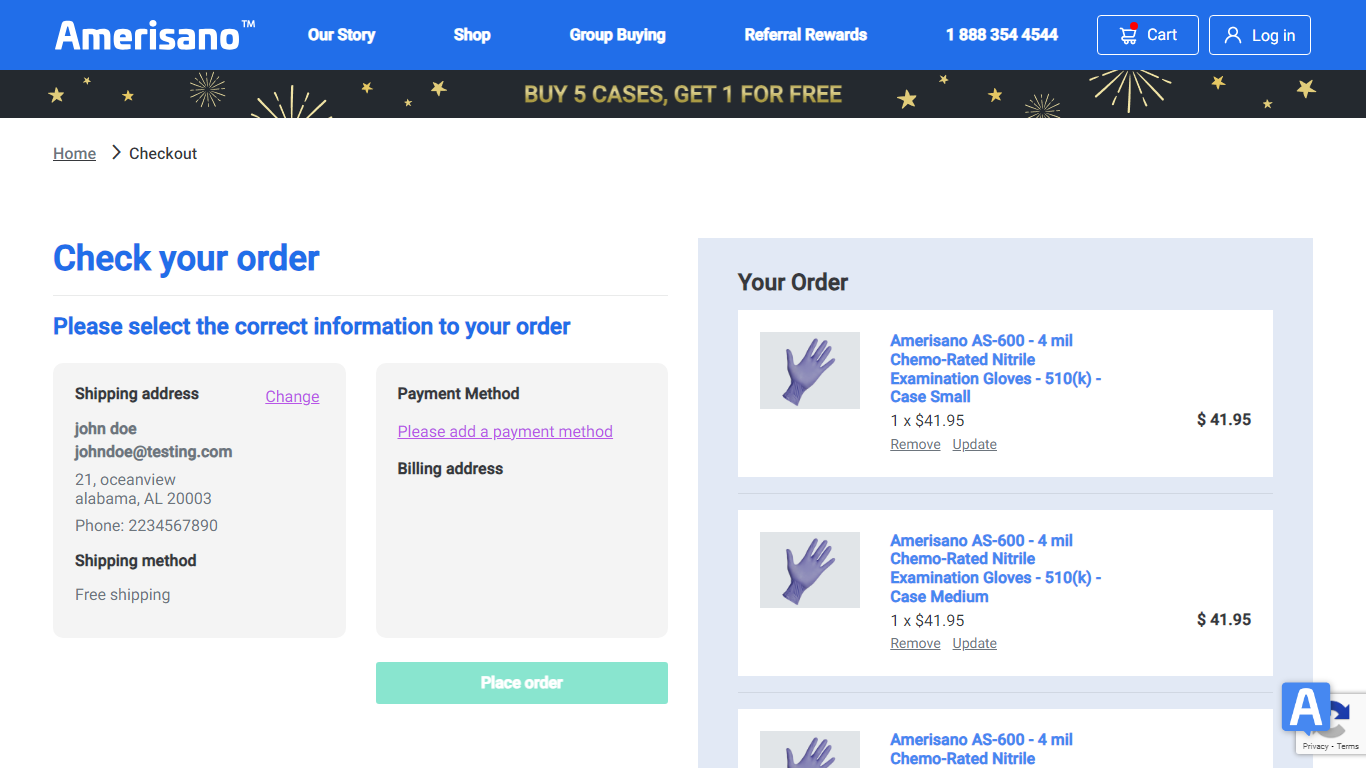 Amerisano™
Our Story
Shop
Group Buying
Referral Rewards
1 888 354 4544
Cart
Log in
BUY 5 CASES, GET 1 FOR FREE
Home
Checkout
Check your order
Please select the correct information to your order
Shipping address
Change
john doe
johndoe@testing.com
21, oceanview
alabama, AL 20003
Phone: 2234567890
Shipping method
Free shipping
Payment Method
Please add a payment method
Billing address
Place order
Your Order
Amerisano AS-600 - 4 mil
Chemo-Rated Nitrile
Examination Gloves - 510(k) -
Case Small
1 x $41.95
$ 41.95
Remove Update
Amerisano AS-600 - 4 mil
Chemo-Rated Nitrile
Examination Gloves - 510(k) -
Case Medium
1 x $41.95
$ 41.95
Remove Update
Amerisano AS-600 - 4 mil
Chemo-Rated Nitrile
A
Privacy - Terms